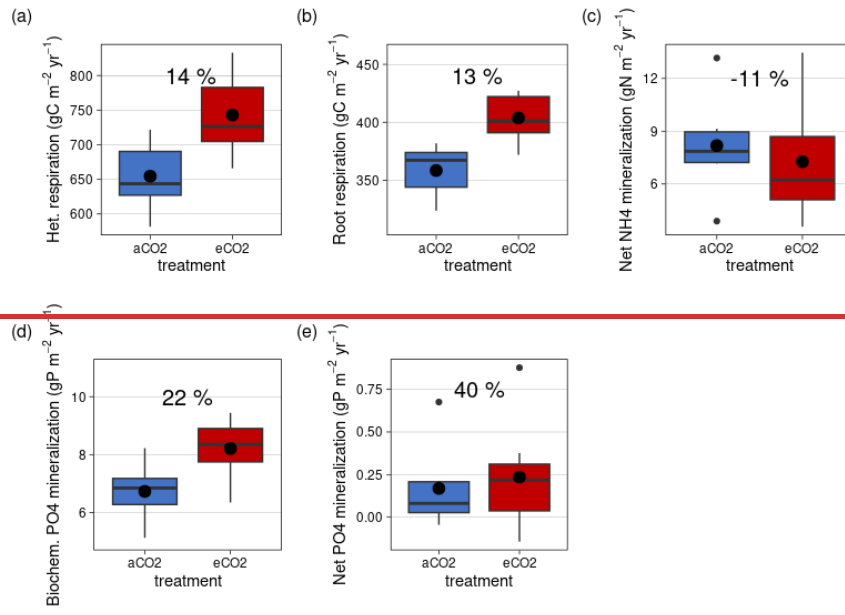 (a)
Het. respiration (gC m⁻² yr⁻¹)
800
750
700
650
600
14 %
aCO2
eCO2
treatment
(b)
Root respiration (gC m⁻² yr⁻¹)
450
400
350
13 %
aCO2
eCO2
treatment
(c)
Net NH4 mineralization (gN m⁻² yr⁻¹)
12
9
6
-11 %
aCO2
eCO2
treatment
(d)
Biochem. PO4 mineralization (gP m⁻² yr⁻¹)
10
8
6
22 %
aCO2
eCO2
treatment
(e)
Net PO4 mineralization (gP m⁻² yr⁻¹)
0.75
0.50
0.25
0.00
40 %
aCO2
eCO2
treatment